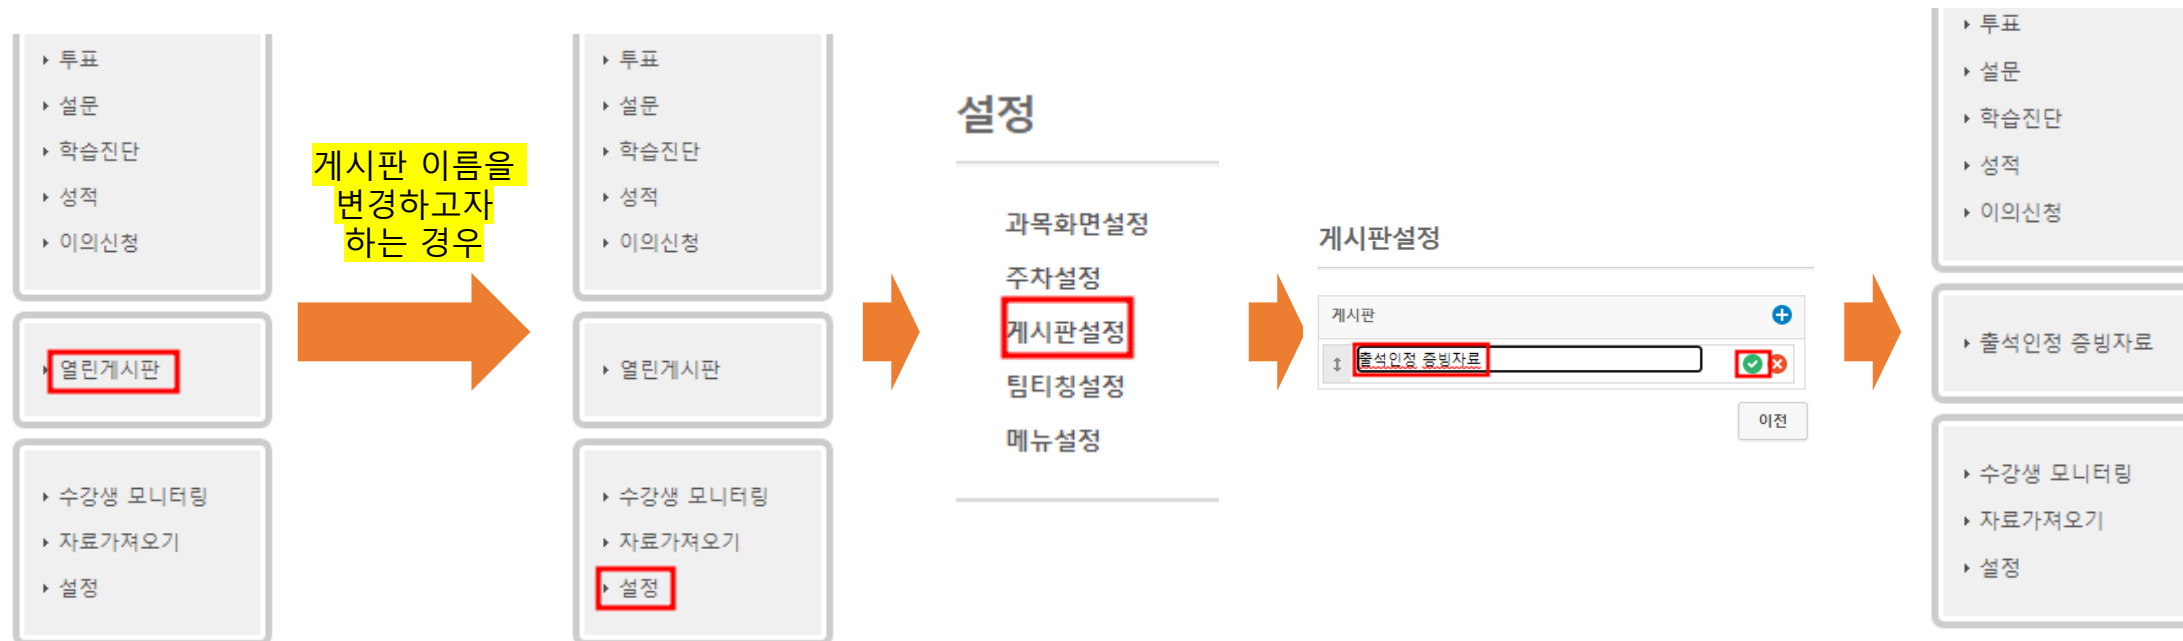 투표
설문
학습진단
성적
이의신청
열린게시판
수강생 모니터링
자료가져오기
설정
게시판 이름을
변경하고자
하는 경우
투표
설문
학습진단
성적
이의신청
열린게시판
수강생 모니터링
자료가져오기
설정
설정
과목화면설정
주차설정
게시판설정
팀티칭설정
메뉴설정
게시판설정
게시판
출석인정 증빙자료
이전
투표
설문
학습진단
성적
이의신청
출석인정 증빙자료
수강생 모니터링
자료가져오기
설정